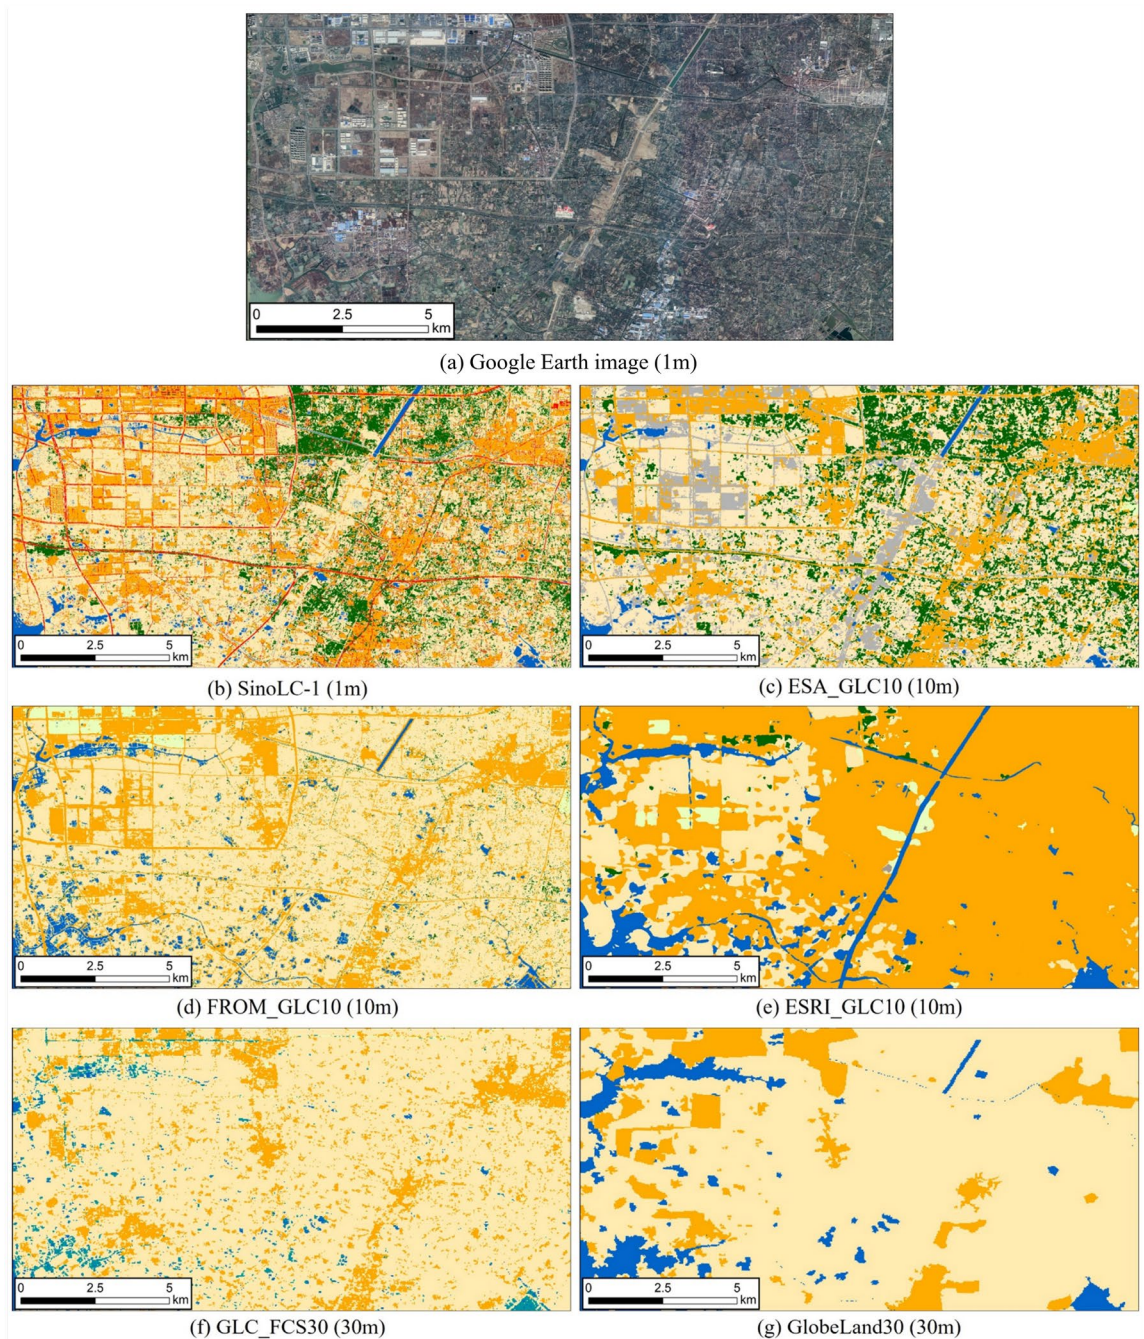 0 2.5 5
km
(a) Google Earth image (1m)
0 2.5 5
km
0 2.5 5
km
(b) SinoLC-1 (1m)
(c) ESA_GLC10 (10m)
0 2.5 5
km
0 2.5 5
km
(d) FROM_GLC10 (10m)
(e) ESRI_GLC10 (10m)
0 2.5 5
km
0 2.5 5
km
(f) GLC_FCS30 (30m)
(g) GlobeLand30 (30m)